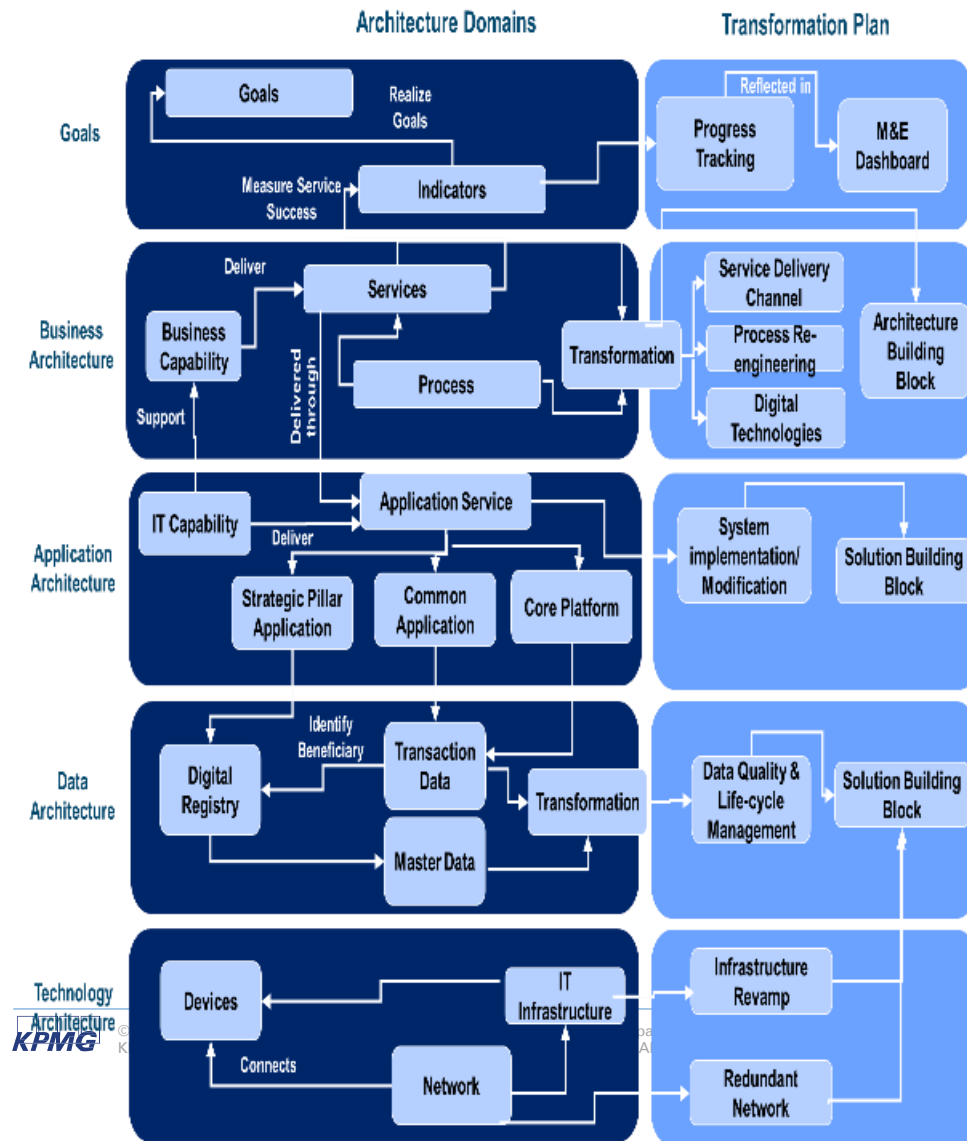 Architecture Domains
Transformation Plan
Goals
Goals
Realize
Goals
Measure Service
Success
Indicators
Reflected in
Progress
Tracking
M&E
Dashboard
Business
Architecture
Deliver
Services
Business
Capability
Process
Support
Delivered
through
Transformation
Service Delivery
Channel
Process Re-
engineering
Digital
Technologies
Architecture
Building
Block
Application
Architecture
IT Capability
Deliver
Application Service
Strategic Pillar
Application
Common
Application
Core Platform
System
implementation/
Modification
Solution Building
Block
Data
Architecture
Identify
Beneficiary
Digital
Registry
Transaction
Data
Master Data
Transformation
Data Quality &
Life-cycle
Management
Solution Building
Block
Technology
Architecture
Devices
IT
Infrastructure
Connects
Network
Infrastructure
Revamp
Redundant
Network
KPMG
©